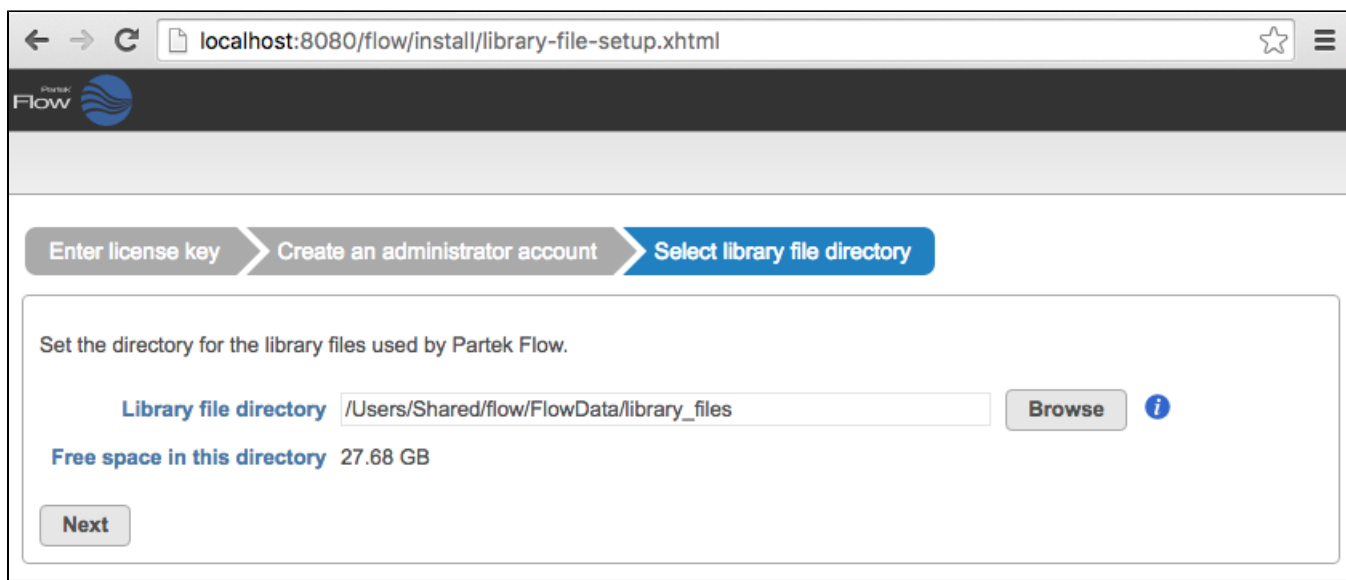 localhost:8080/flow/install/library-file-setup.xhtml
Partek
Flow
Enter license key
Create an administrator account
Select library file directory
Set the directory for the library files used by Partek Flow.
Library file directory /Users/Shared/flow/FlowData/library_files Browse i
Free space in this directory 27.68 GB
Next